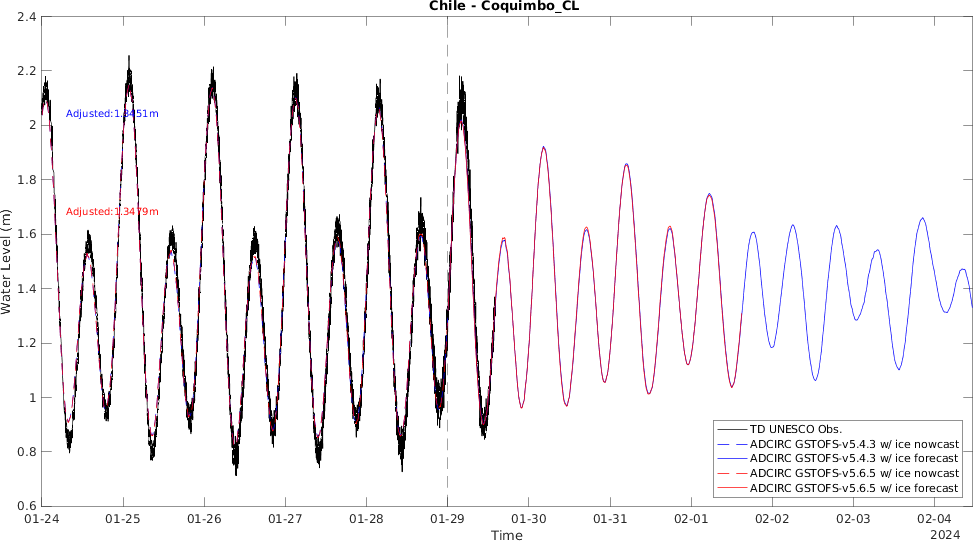 Chile - Coquimbo_CL
2.4
2.2
2
1.8
1.6
1.4
1.2
1
0.8
0.6
Water Level (m)
Adjusted:1.3451m
Adjusted:1.3479m
TD UNESCO Obs.
ADCIRC GSTOFS-v5.4.3 w/ ice nowcast
ADCIRC GSTOFS-v5.4.3 w/ ice forecast
ADCIRC GSTOFS-v5.6.5 w/ ice nowcast
ADCIRC GSTOFS-v5.6.5 w/ ice forecast
01-24 01-25 01-26 01-27 01-28 01-29 01-30 01-31 02-01 02-02 02-03 02-04
2024
Time